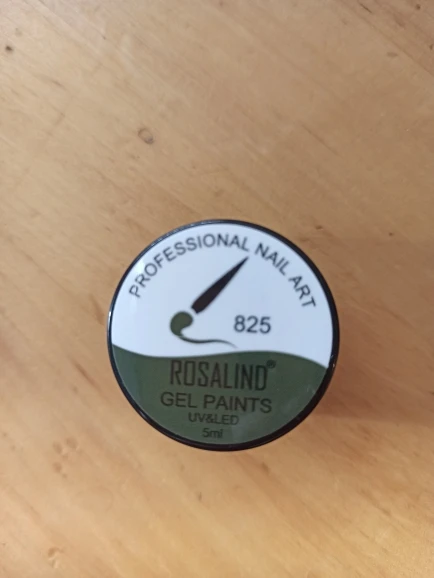 PROFESSIONAL NAIL ART
825
ROSALIND®
GEL PAINTS
UV&LED
5ml